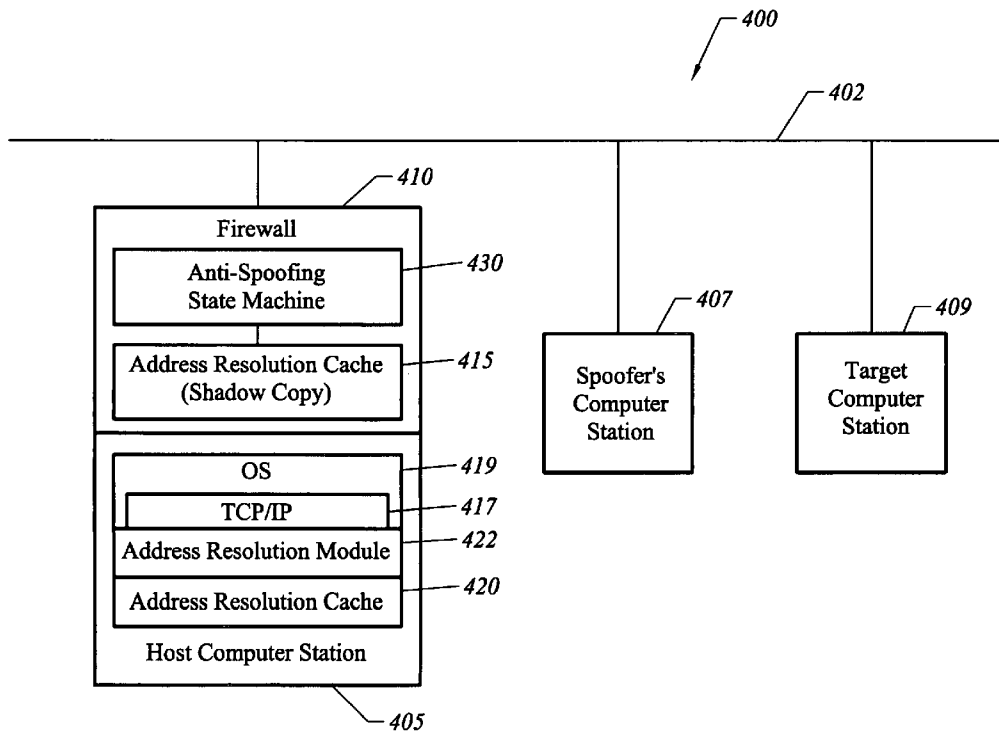 400
402
410
Firewall
Anti-Spoofing
State Machine
430
Address Resolution Cache
(Shadow Copy)
415
OS
419
TCP/IP
417
Address Resolution Module
422
Address Resolution Cache
420
Host Computer Station
405
407
Spoofer's
Computer
Station
409
Target
Computer
Station